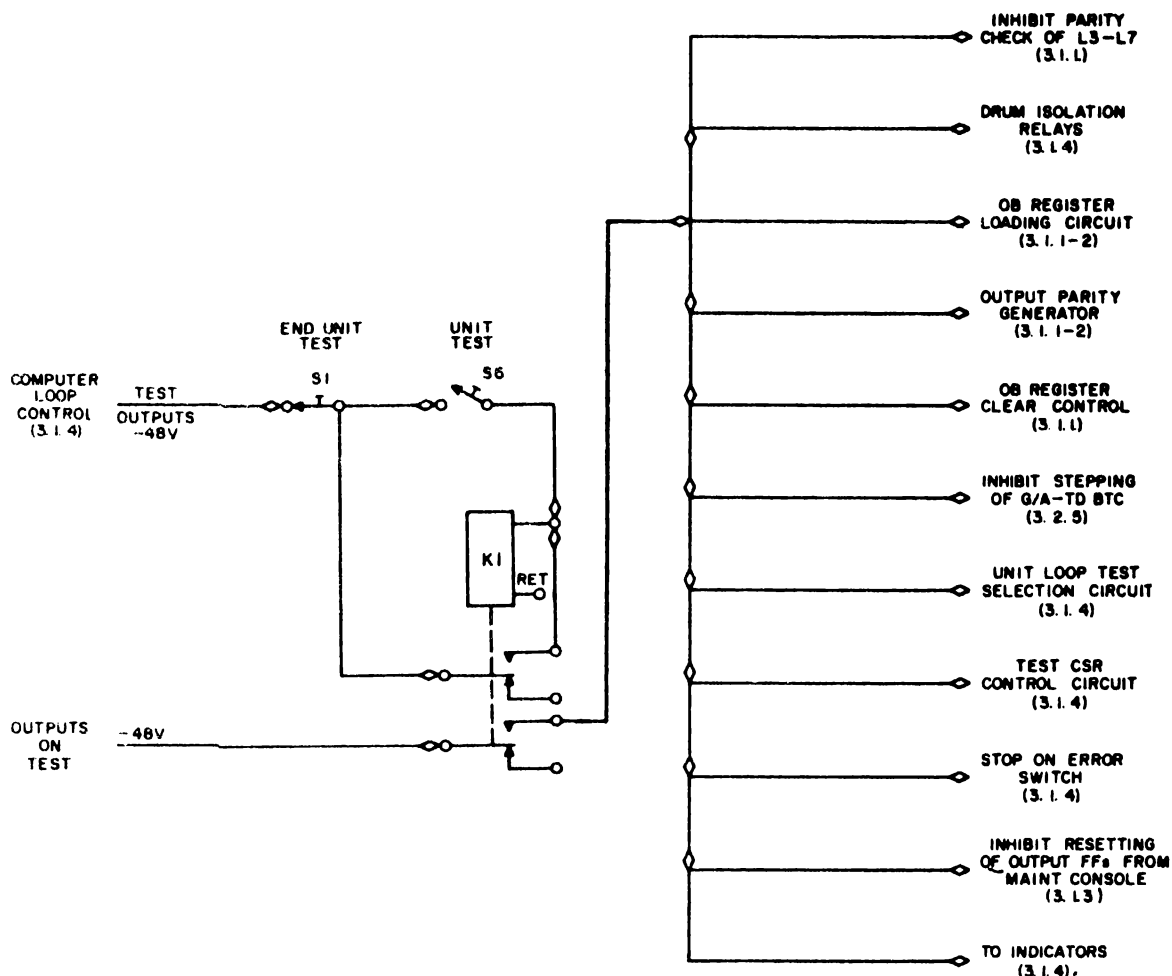 INHIBIT PARITY
CHECK OF L3-L7
(3.1.1)
DRUM ISOLATION
RELAYS
(3.1.4)
OB REGISTER
LOADING CIRCUIT
(3.1.1-2)
OUTPUT PARITY
GENERATOR
(3.1.1-2)
END UNIT
TEST
UNIT
TEST
S1
S6
COMPUTER
LOOP
CONTROL
(3.1.4)
TEST
OUTPUTS
-48V
OB REGISTER
CLEAR CONTROL
(3.1.1)
INHIBIT STEPPING
OF G/A-TD BTC
(3.2.5)
K1
RET
UNIT LOOP TEST
SELECTION CIRCUIT
(3.1.4)
TEST CSR
CONTROL CIRCUIT
(3.1.4)
OUTPUTS
ON
TEST
-48V
STOP ON ERROR
SWITCH
(3.1.4)
INHIBIT RESETTING
OF OUTPUT FFs FROM
MAINT CONSOLE
(3.1.3)
TO INDICATORS
(3.1.4),